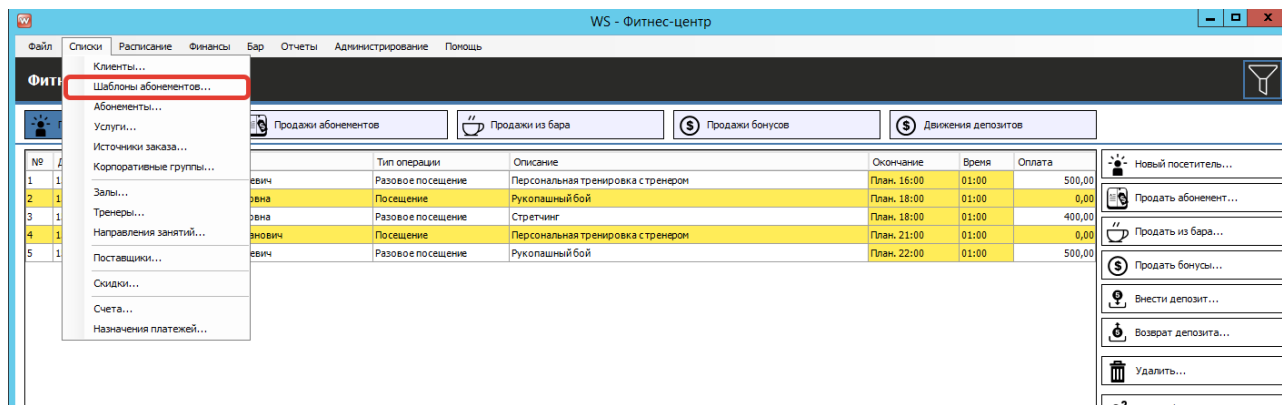 WS - Фитнес-центр
Файл Списки Расписание Финансы Бар Отчеты Администрирование Помощь
Клиенты...
Шаблоны абонементов...
Абонементы...
Услуги...
Источники заказа...
Корпоративные группы...
Залы...
Тренеры...
Направления занятий...
Поставщики...
Скидки...
Счета...
Назначения платежей...
Продажи абонементов Продажи из бара Продажи бонусов Движения депозитов
№ Тип операции Описание Окончание Время Оплата
1 евич Разовое посещение Персональная тренировка с тренером План. 16:00 01:00 500,00
2 овна Посещение Рукопашный бой План. 18:00 01:00 0,00
3 овна Разовое посещение Стретчинг План. 18:00 01:00 400,00
4 анович Посещение Персональная тренировка с тренером План. 21:00 01:00 0,00
5 евич Разовое посещение Рукопашный бой План. 22:00 01:00 500,00
Новый посетитель...
Продать абонемент...
Продать из бара...
Продать бонусы...
Внести депозит...
Возврат депозита...
Удалить...